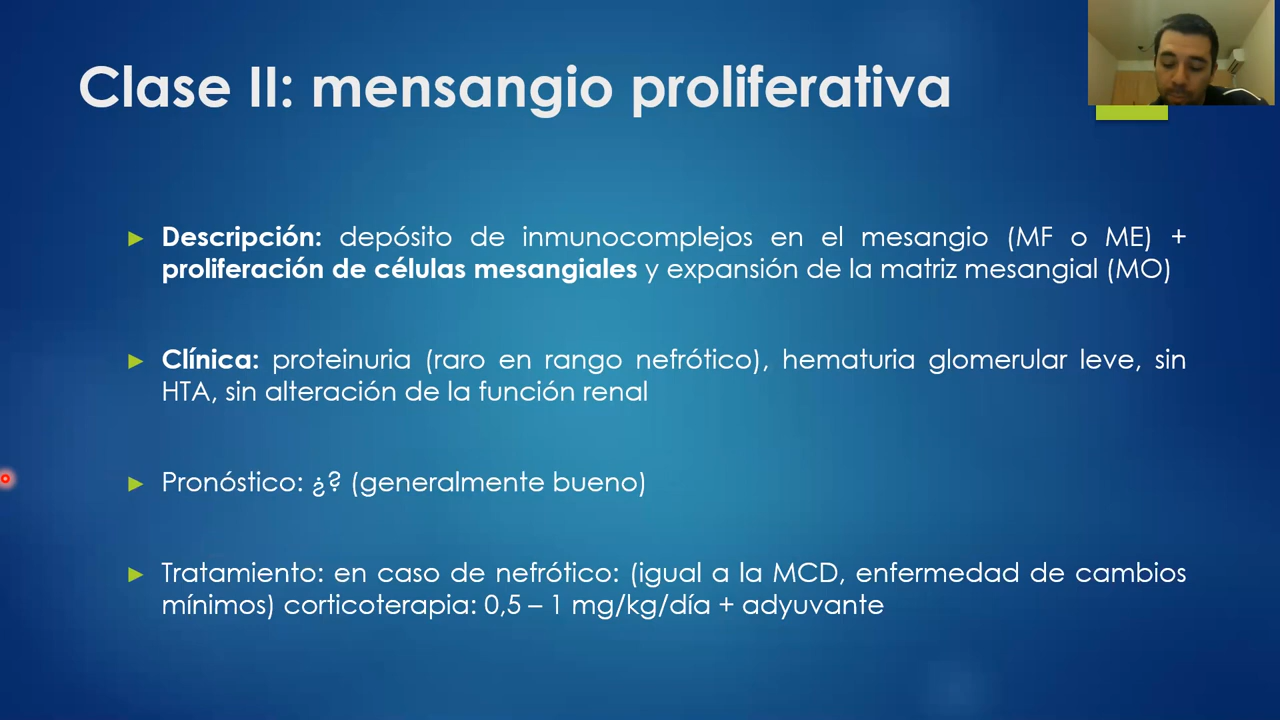 Clase II: mensangio proliferativa
Descripción: depósito de inmunocomplejos en el mesangio (MF o ME) +
proliferación de células mesangiales y expansión de la matriz mesangial (MO)
Clínica: proteinuria (raro en rango nefrótico), hematuria glomerular leve, sin
HTA, sin alteración de la función renal
Pronóstico: ¿? (generalmente bueno)
Tratamiento: en caso de nefrótico: (igual a la MCD, enfermedad de cambios
mínimos) corticoterapia: 0,5 – 1 mg/kg/día + adyuvante